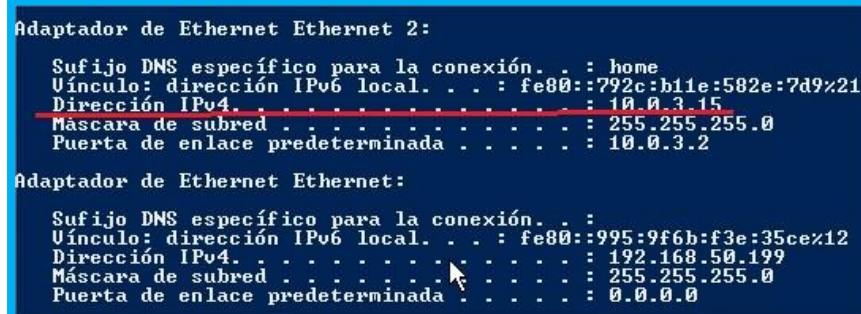 Adaptador de Ethernet Ethernet 2:
Sufijo DNS específico para la conexión. . : home
Vínculo: dirección IPv6 local. . . : fe80::792c:b11e:582e:7d9%21
Dirección IPv4. . . . . . . . . . . . . . : 10.0.3.15
Máscara de subred . . . . . . . . . . . . : 255.255.255.0
Puerta de enlace predeterminada . . . . . : 10.0.3.2
Adaptador de Ethernet Ethernet:
Sufijo DNS específico para la conexión. . :
Vínculo: dirección IPv6 local. . . : fe80::995:9f6b:f3e:35ce%12
Dirección IPv4. . . . . . . . . . . . . . : 192.168.50.199
Máscara de subred . . . . . . . . . . . . : 255.255.255.0
Puerta de enlace predeterminada . . . . . : 0.0.0.0